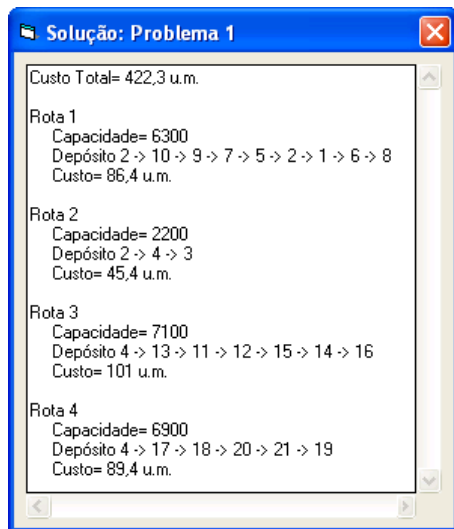 Solução: Problema 1
Custo Total= 422,3 u.m.
Rota 1
Capacidade= 6300
Depósito 2 -> 10 -> 9 -> 7 -> 5 -> 2 -> 1 -> 6 -> 8
Custo= 86,4 u.m.
Rota 2
Capacidade= 2200
Depósito 2 -> 4 -> 3
Custo= 45,4 u.m.
Rota 3
Capacidade= 7100
Depósito 4 -> 13 -> 11 -> 12 -> 15 -> 14 -> 16
Custo= 101 u.m.
Rota 4
Capacidade= 6900
Depósito 4 -> 17 -> 18 -> 20 -> 21 -> 19
Custo= 89,4 u.m.